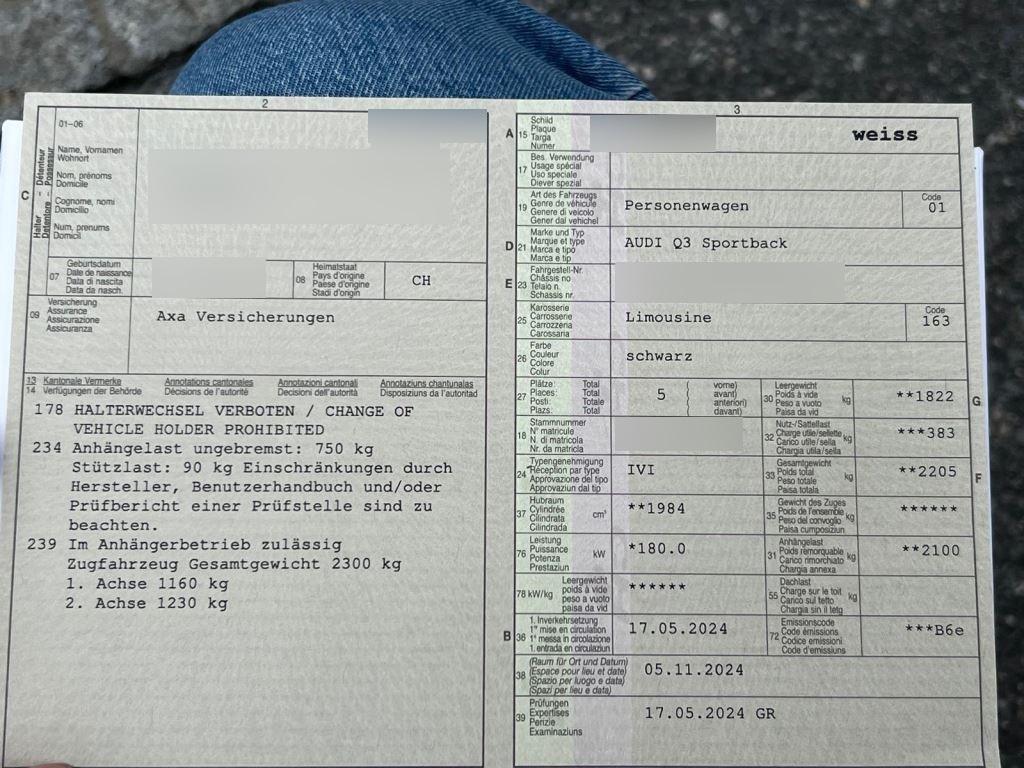 2
01-06
Détenteur – Possessur
Halter – Detentore
C
Name, Vornamen
Wohnort
Nom, prénoms
Domicile
Cognome, nomi
Domicilio
Num, prenums
Domicil
07
Geburtsdatum
Date de naissance
Data di nascita
Data da nasch.
08
Heimatstaat
Pays d'origine
Paese d'origine
Stadi d'origin
CH
09
Versicherung
Assurance
Assicurazione
Assicuranza
Axa Versicherungen
13 Kantonale Vermerke Annotations cantonales Annotazioni cantonali Annotaziuns chantunalas
14 Verfügungen der Behörde Décisions de l'autorité Decisioni dell'autorità Disposiziuns da l'autoritad
178 HALTERWECHSEL VERBOTEN / CHANGE OF
VEHICLE HOLDER PROHIBITED
234 Anhängelast ungebremst: 750 kg
Stützlast: 90 kg Einschränkungen durch
Hersteller, Benutzerhandbuch und/oder
Prüfbericht einer Prüfstelle sind zu
beachten.
239 Im Anhängerbetrieb zulässig
Zugfahrzeug Gesamtgewicht 2300 kg
1. Achse 1160 kg
2. Achse 1230 kg
3
A 15
Schild
Plaque
Targa
Numer
weiss
17
Bes. Verwendung
Usage spécial
Uso speciale
Diever spezial
19
Art des Fahrzeugs
Genre de véhicule
Genere di veicolo
Gener dal vehichel
Personenwagen
Code
01
D 21
Marke und Typ
Marque et type
Marca e tipo
Marca e tip
AUDI Q3 Sportback
E 23
Fahrgestell-Nr.
Châssis no
Telaio n.
Schassis nr.
25
Karosserie
Carrosserie
Carrozzeria
Carossaria
Limousine
Code
163
26
Farbe
Couleur
Colore
Colur
schwarz
27
Plätze: Total
Places: Total
Posti: Totale
Plazs: Total
5
( vorne)
( avant)
( anteriori)
( davant)
30
Leergewicht
Poids à vide
Peso a vuoto
Paisa da vid
kg
**1822
G
18
Stammnummer
N° matricule
N. di matricola
Nr. da matricla
32
Nutz-/Sattellast
Charge utile/sellette
Carico utile/sella
Chargia utila/sella
kg
***383
24
Typengenehmigung
Réception par type
Approvazione del tipo
Approvaziun dal tip
IVI
33
Gesamtgewicht
Poids total
Peso totale
Paisa totala
kg
**2205
F
37
Hubraum
Cylindrée
Cilindrata
Cilindrada
cm³
**1984
35
Gewicht des Zuges
Poids de l'ensemble
Peso del convoglio
Paisa cumposiziun
kg
******
76
Leistung
Puissance
Potenza
Prestaziun
kW
*180.0
31
Anhängelast
Poids remorquable
Carico rimorchiato
Chargia annexa
kg
**2100
78 kW/kg
Leergewicht
poids à vide
peso a vuoto
paisa da vid
******
55
Dachlast
Charge sur le toit
Carico sul tetto
Chargia sin il tetg
kg
B 36
1. Inverkehrsetzung
1re mise en circulation
1a messa in circolazione
1. entrada en circulaziun
17.05.2024
72
Emissionscode
Code émissions
Codice emissioni
Code d'emissiuns
***B6e
38
(Raum für Ort und Datum)
(Espace pour lieu et date)
(Spazio per luogo e data)
(Spazi per lieu e data)
05.11.2024
39
Prüfungen
Expertises
Perizie
Examinaziuns
17.05.2024 GR